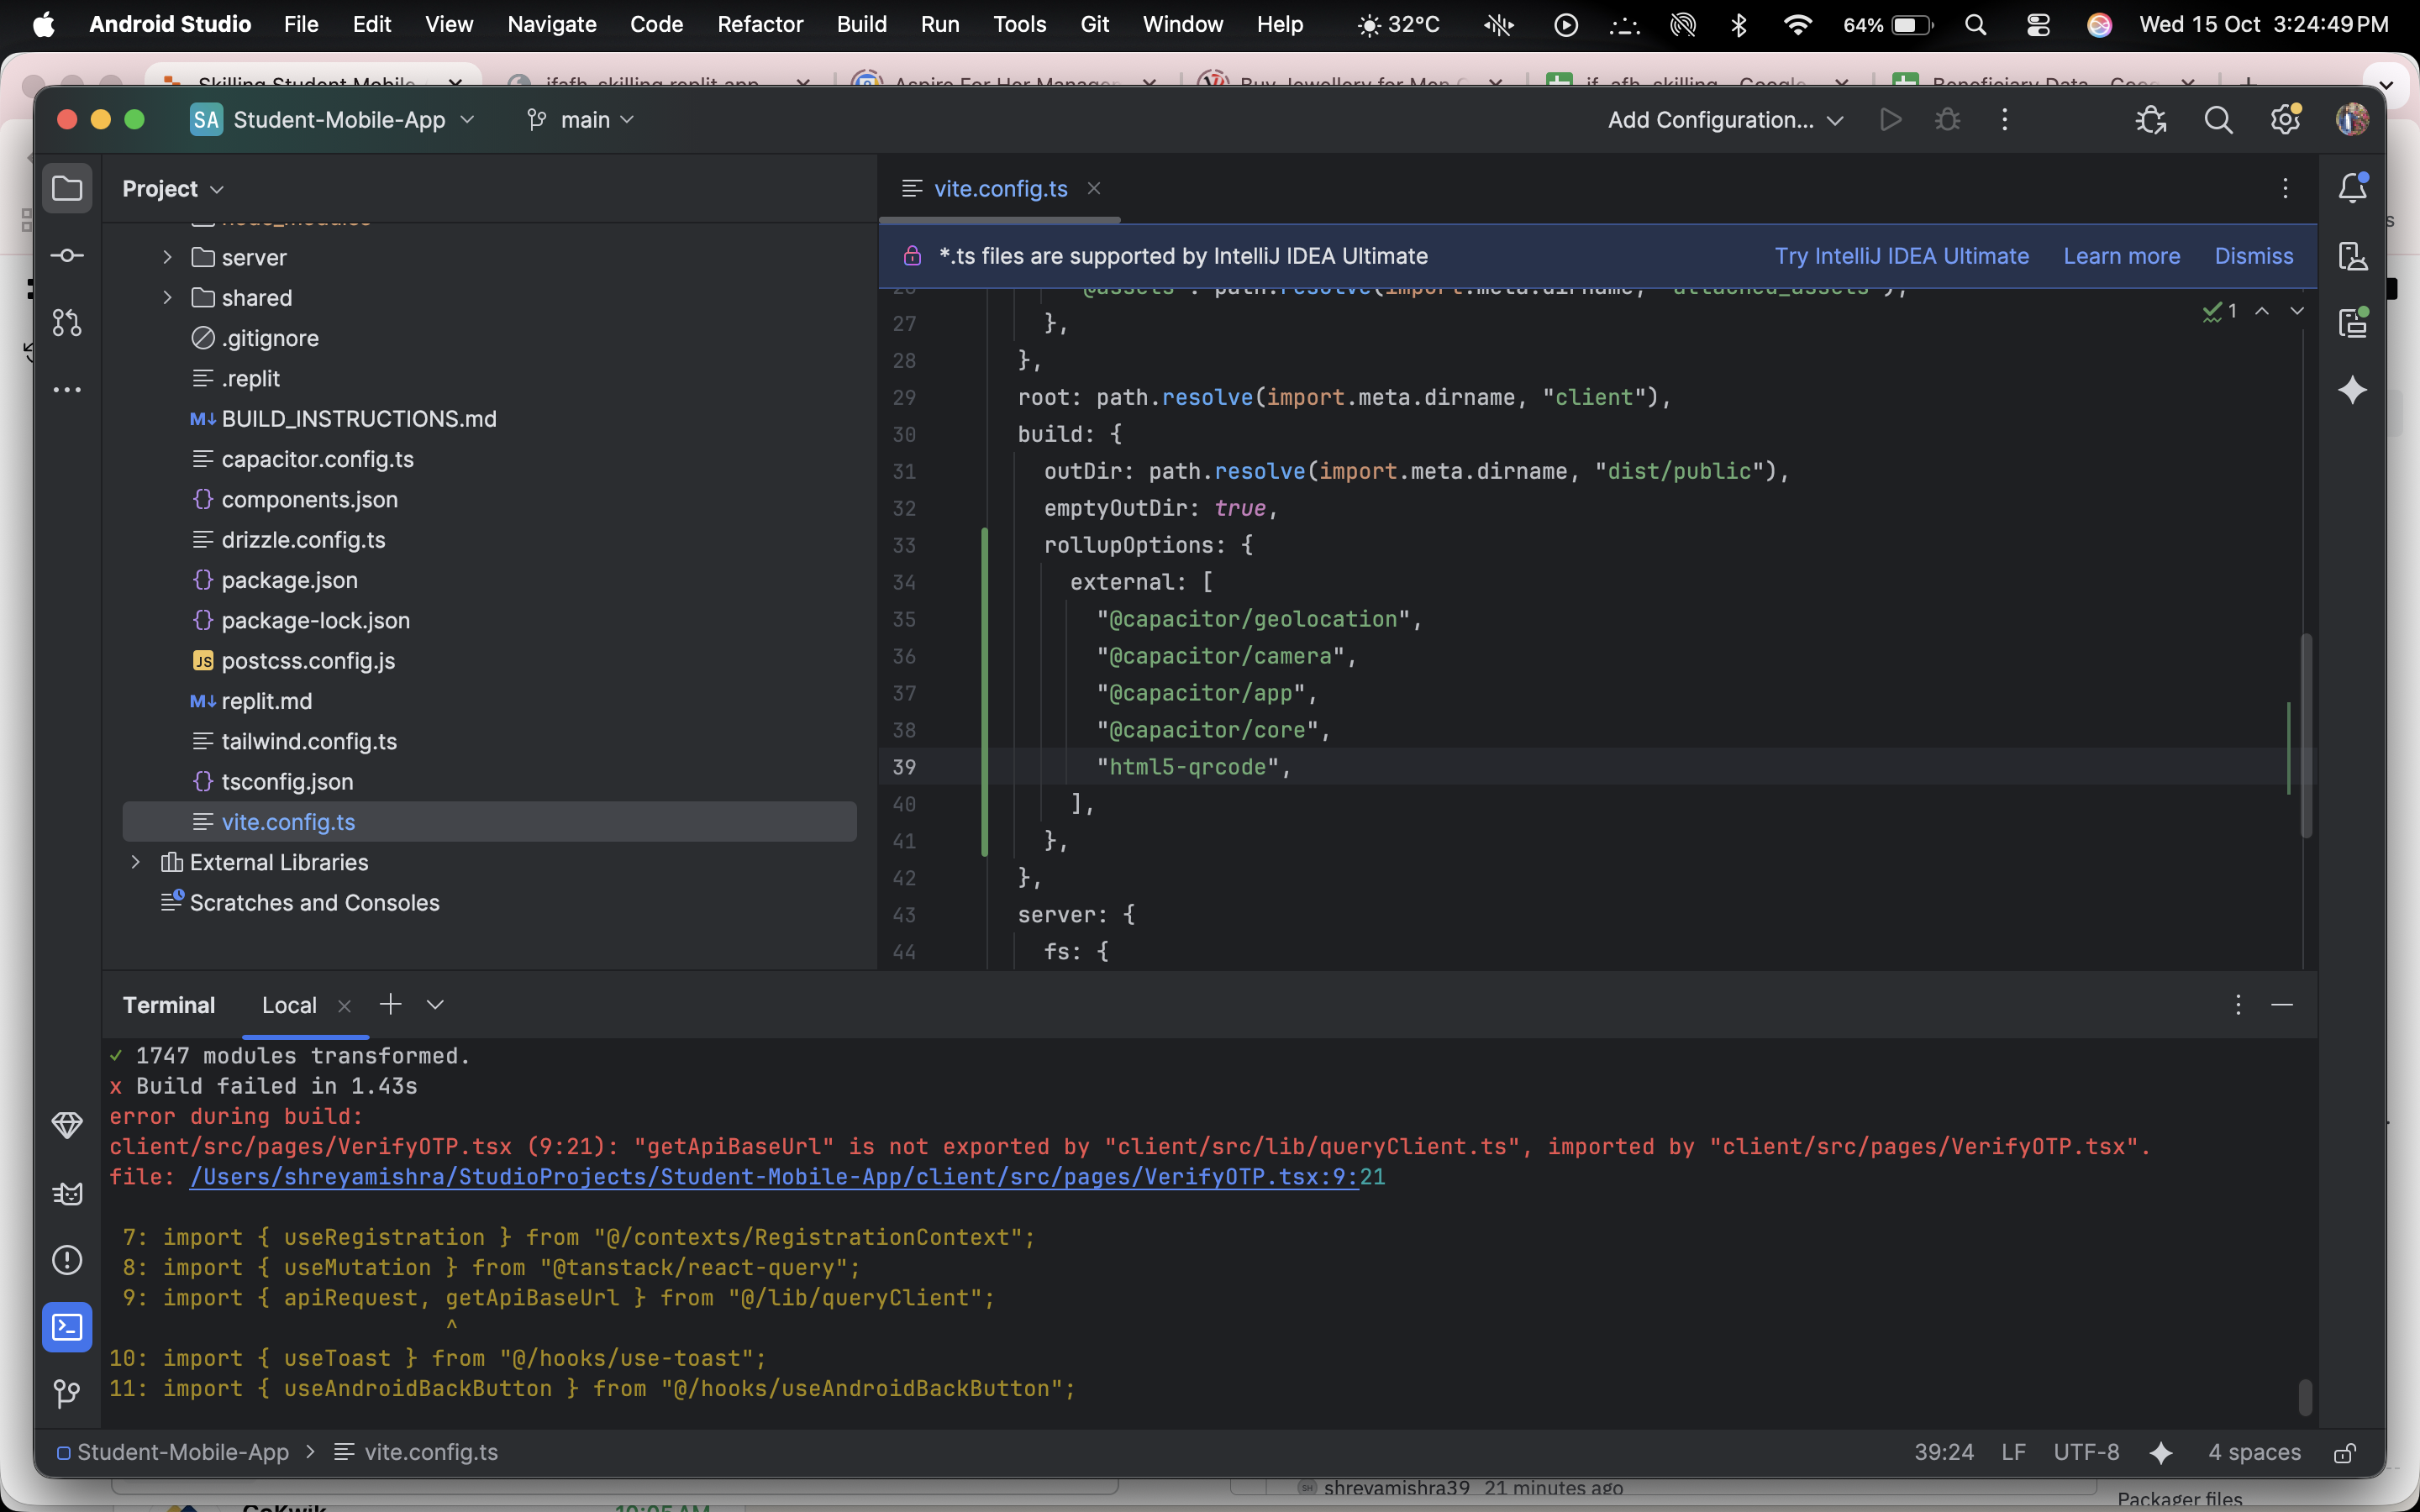 Android Studio File Edit View Navigate Code Refactor Build Run Tools Git Window Help 32°C 64% Wed 15 Oct 3:24:49 PM
Skilling Student Mobile
SA Student-Mobile-App main Add Configuration...
Project
vite.config.ts
node_modules
server
shared
.gitignore
.replit
M↓ BUILD_INSTRUCTIONS.md
capacitor.config.ts
{} components.json
drizzle.config.ts
{} package.json
{} package-lock.json
JS postcss.config.js
M↓ replit.md
tailwind.config.ts
{} tsconfig.json
vite.config.ts
External Libraries
Scratches and Consoles
*.ts files are supported by IntelliJ IDEA Ultimate Try IntelliJ IDEA Ultimate Learn more Dismiss
1
27 },
28 },
29 root: path.resolve(import.meta.dirname, "client"),
30 build: {
31 outDir: path.resolve(import.meta.dirname, "dist/public"),
32 emptyOutDir: true,
33 rollupOptions: {
34 external: [
35 "@capacitor/geolocation",
36 "@capacitor/camera",
37 "@capacitor/app",
38 "@capacitor/core",
39 "html5-qrcode",
40 ],
41 },
42 },
43 server: {
44 fs: {
Terminal Local
✓ 1747 modules transformed.
x Build failed in 1.43s
error during build:
client/src/pages/VerifyOTP.tsx (9:21): "getApiBaseUrl" is not exported by "client/src/lib/queryClient.ts", imported by "client/src/pages/VerifyOTP.tsx".
file: /Users/shreyamishra/StudioProjects/Student-Mobile-App/client/src/pages/VerifyOTP.tsx:9:21
7: import { useRegistration } from "@/contexts/RegistrationContext";
8: import { useMutation } from "@tanstack/react-query";
9: import { apiRequest, getApiBaseUrl } from "@/lib/queryClient";
^
10: import { useToast } from "@/hooks/use-toast";
11: import { useAndroidBackButton } from "@/hooks/useAndroidBackButton";
Student-Mobile-App > vite.config.ts 39:24 LF UTF-8 4 spaces
shreyamishra39 21 minutes ago
Packager files